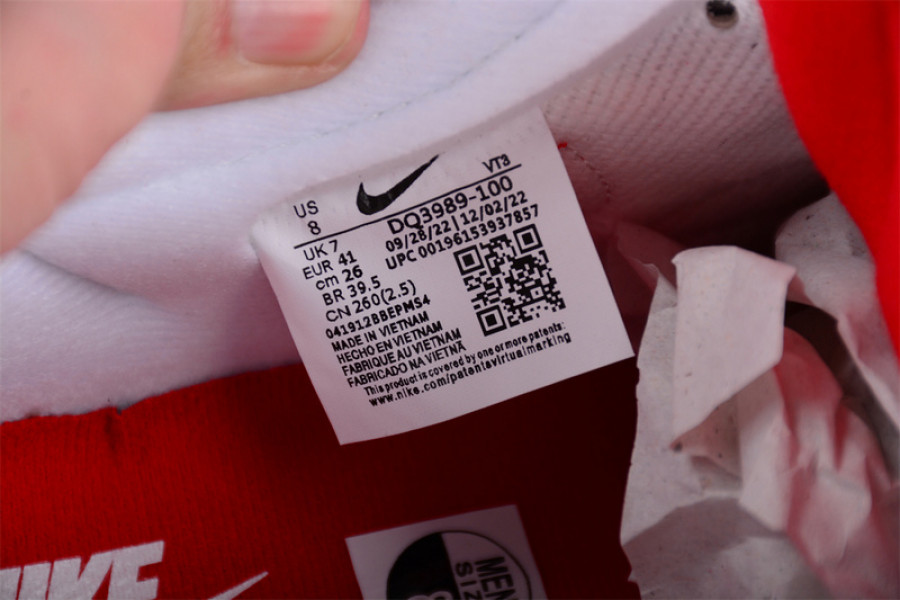 VT3
US
8
UK 7
EUR 41
cm 26
BR 39.5
CN 260(2.5)
DQ3989-100
09/28/22 | 12/02/22
UPC 00196153937857
041912BBEPMS4
MADE IN VIETNAM
HECHO EN VIETNAM
FABRIQUE AU VIETNAM
FABRICADO NA VIETNÃ
This product is covered by one or more patents:
www.nike.com/patentsvirtualmarking
NIKE
MEN
SIZ